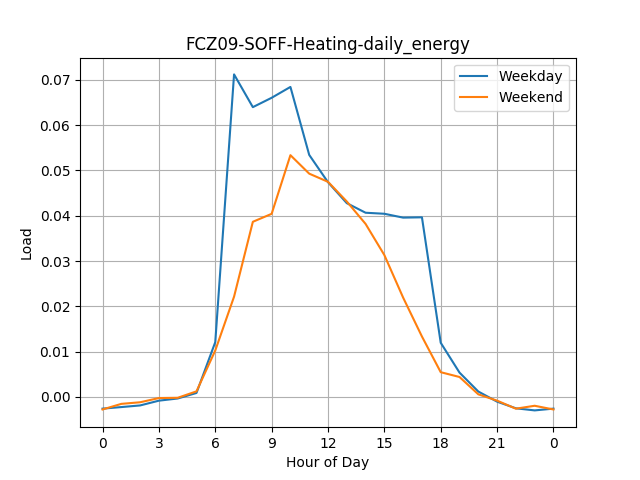 FCZ09-SOFF-Heating-daily_energy
Weekday
Weekend
Load
0.07
0.06
0.05
0.04
0.03
0.02
0.01
0.00
0 3 6 9 12 15 18 21 0
Hour of Day